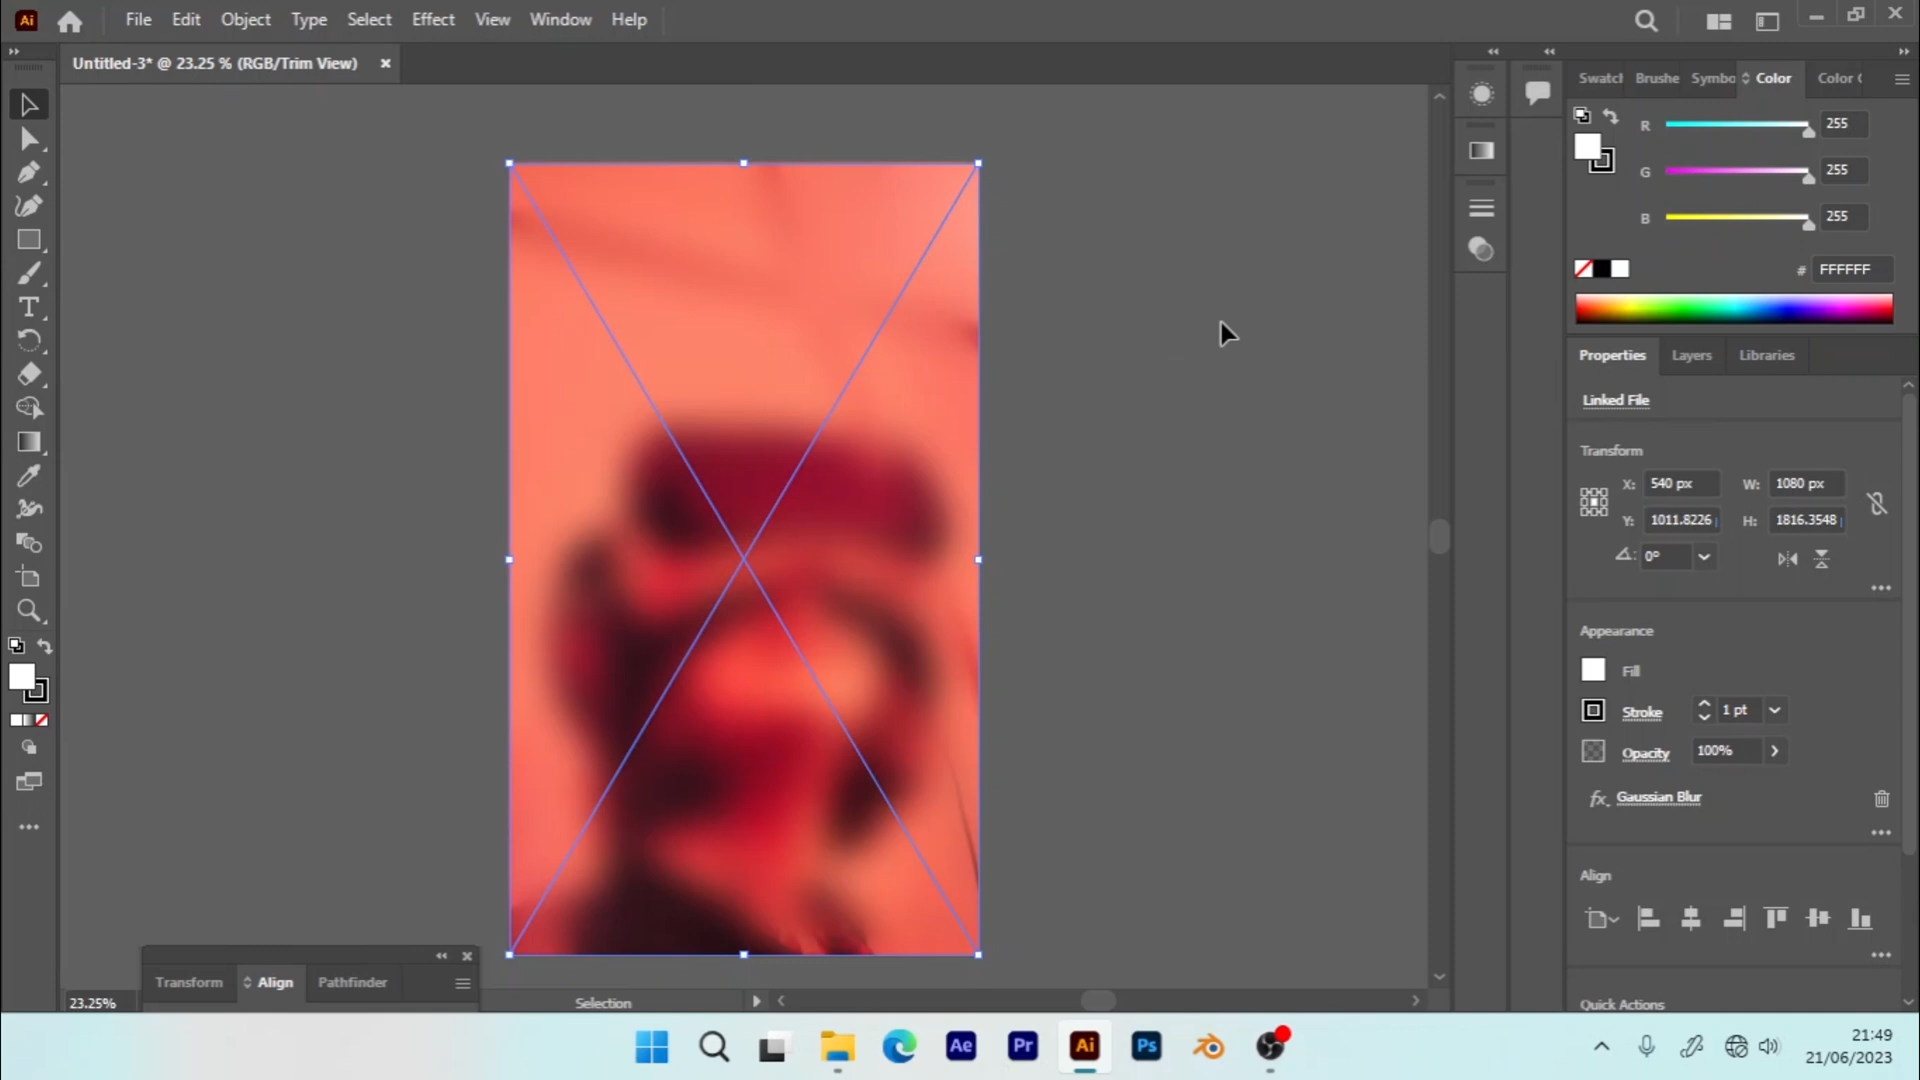 Ai File Edit Object Type Select Effect View Window Help
Untitled-3* @ 23.25 % (RGB/Trim View) ×
Swatch Brushe Symbo Color Color (
R 255
G 255
B 255
# FFFFFF
Properties Layers Libraries
Linked File
Transform
X: 540 px W: 1080 px
Y: 1011.8226 H: 1816.3548
0°
Appearance
Fill
Stroke 1 pt
Opacity 100%
fx Gaussian Blur
Align
Quick Actions
Transform Align Pathfinder
23.25% Selection
Ae Pr Ai Ps
21:49
21/06/2023